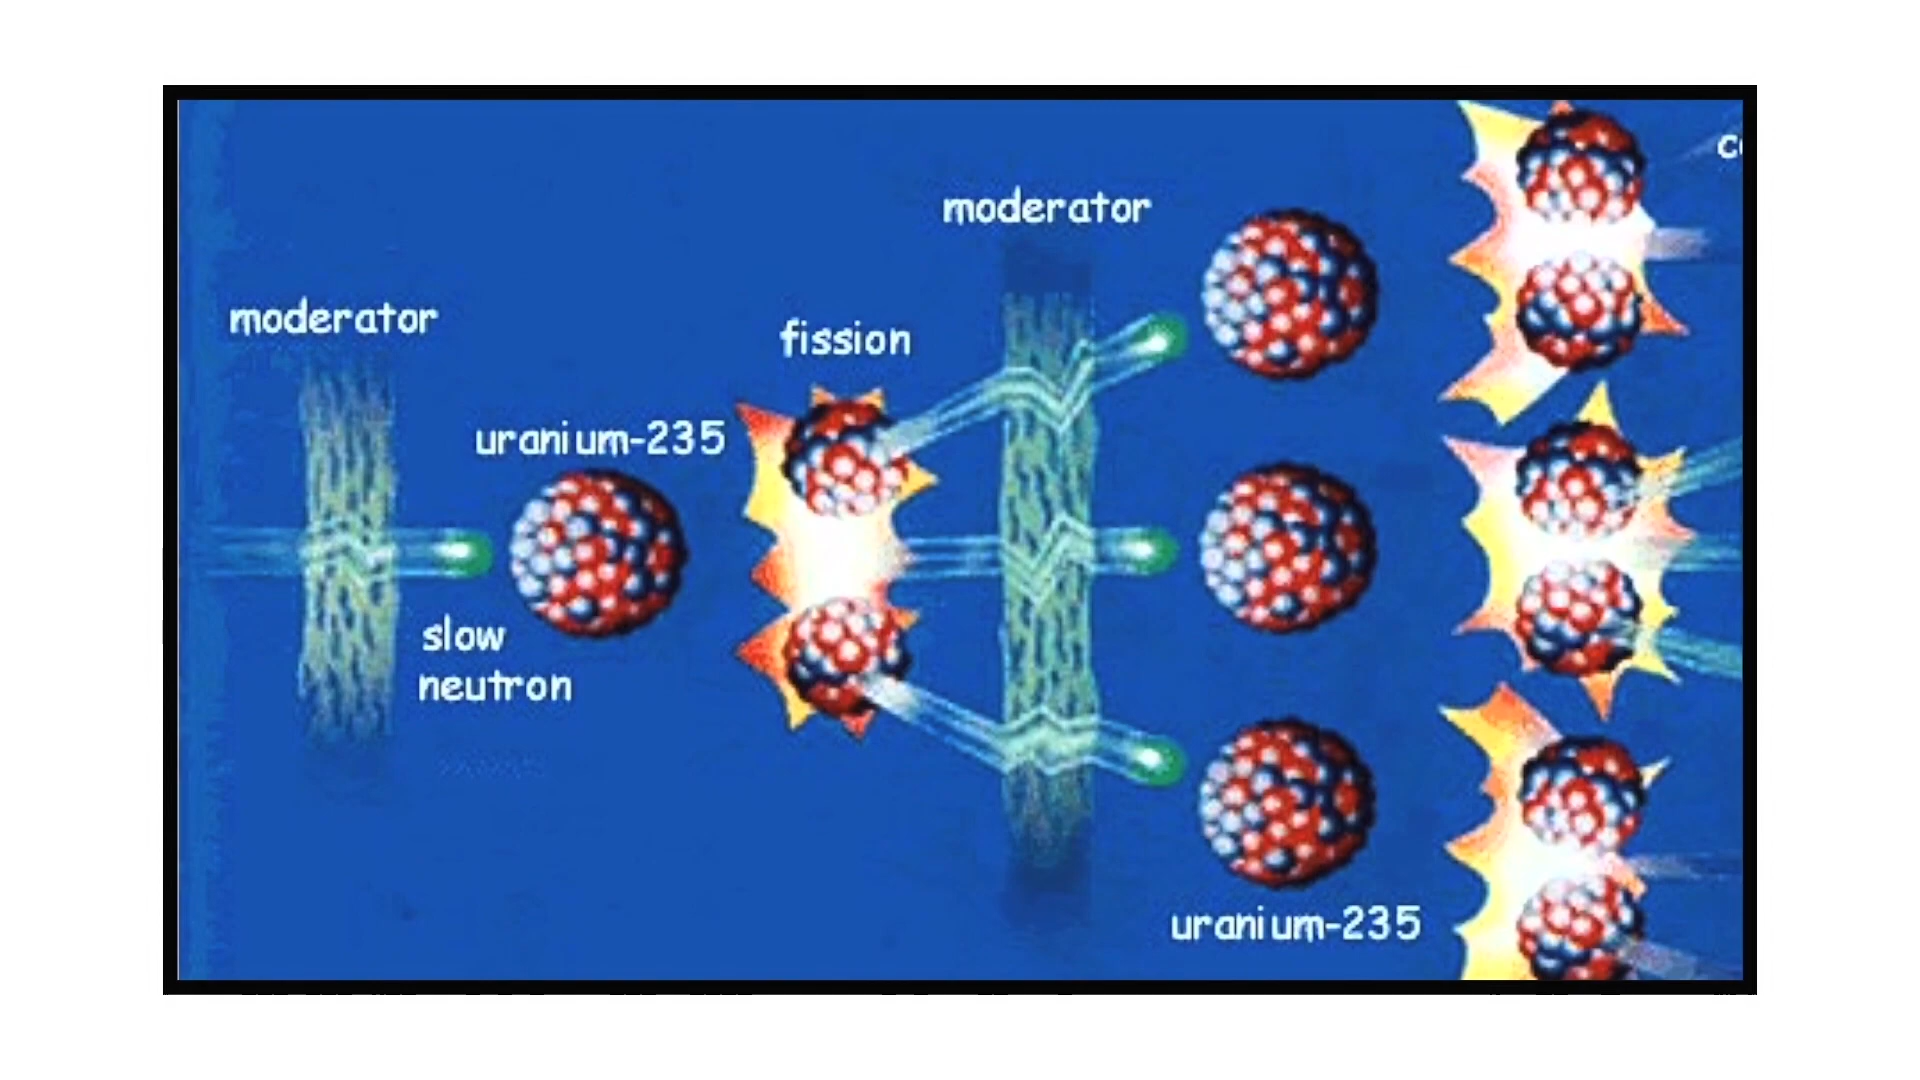 moderator
moderator
fission
uranium-235
slow
neutron
uranium-235